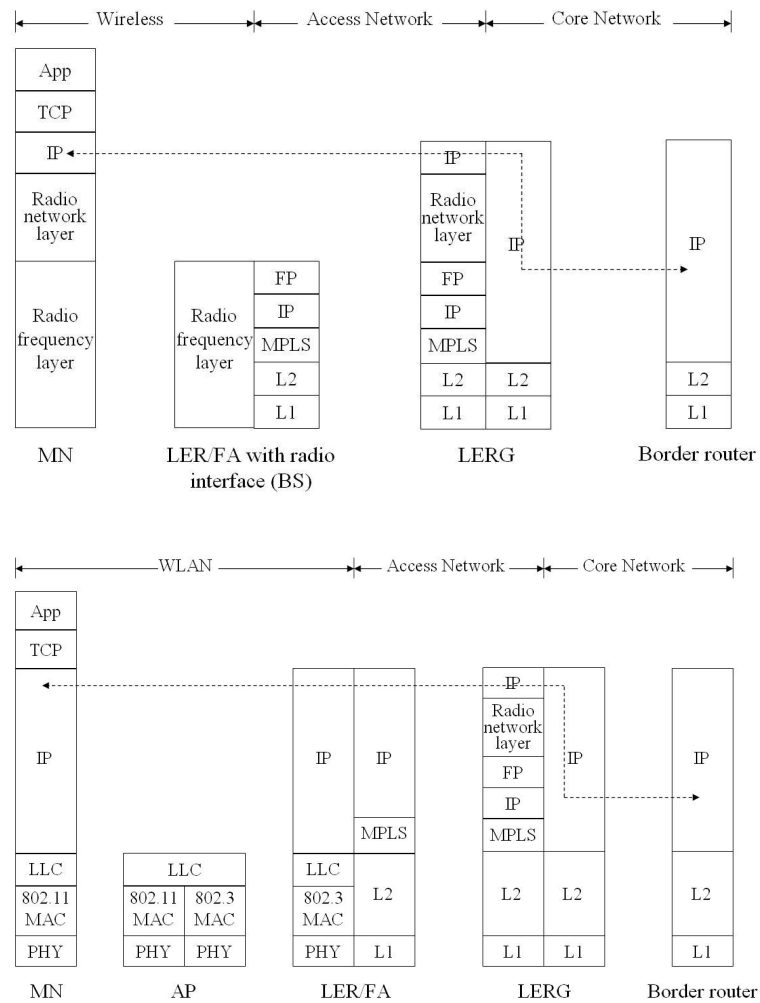 Wireless
Access Network
Core Network
App
TCP
IP
Radio
network
layer
Radio
frequency
layer
MN
Radio
frequency
layer
FP
IP
MPLS
L2
L1
LER/FA with radio
interface (BS)
IP
Radio
network
layer
FP
IP
MPLS
L2
L1
IP
L2
L1
LERG
IP
L2
L1
Border router
WLAN
Access Network
Core Network
App
TCP
IP
LLC
802.11
MAC
PHY
MN
LLC
802.11
MAC
802.3
MAC
PHY
PHY
AP
IP
LLC
802.3
MAC
PHY
IP
MPLS
L2
L1
LER/FA
IP
Radio
network
layer
FP
IP
MPLS
L2
L1
IP
L2
L1
LERG
IP
L2
L1
Border router